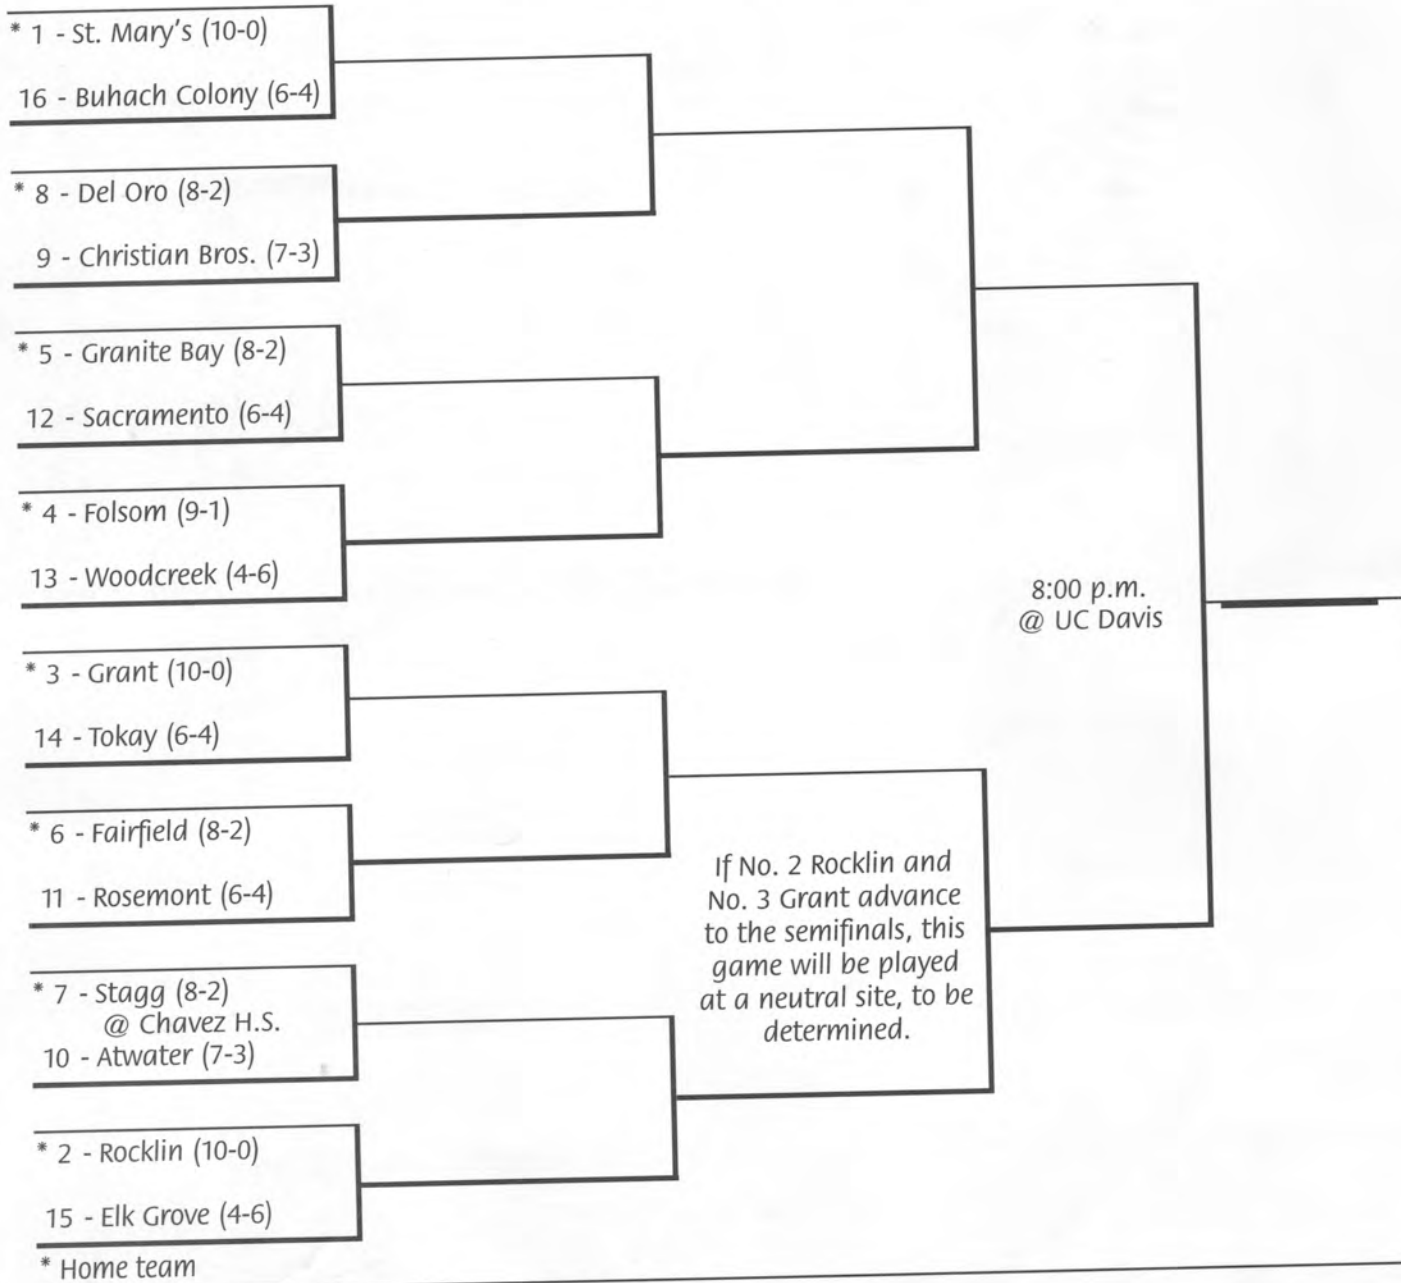 * 1 - St. Mary's (10-0)
16 - Buhach Colony (6-4)
* 8 - Del Oro (8-2)
9 - Christian Bros. (7-3)
* 5 - Granite Bay (8-2)
12 - Sacramento (6-4)
* 4 - Folsom (9-1)
13 - Woodcreek (4-6)
* 3 - Grant (10-0)
14 - Tokay (6-4)
* 6 - Fairfield (8-2)
11 - Rosemont (6-4)
* 7 - Stagg (8-2)
@ Chavez H.S.
10 - Atwater (7-3)
* 2 - Rocklin (10-0)
15 - Elk Grove (4-6)
* Home team
If No. 2 Rocklin and
No. 3 Grant advance
to the semifinals, this
game will be played
at a neutral site, to be
determined.
8:00 p.m.
@ UC Davis